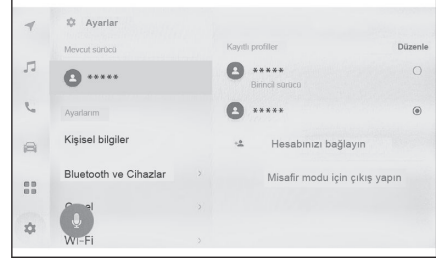 Ayarlar
Mevcut sürücü
*****
Ayarlarım
Kişisel bilgiler
Bluetooth ve Cihazlar
Wi-Fi
Kayıtlı profiller
Düzenle
*****
Birincil sürücü
*****
Hesabınızı bağlayın
Misafir modu için çıkış yapın